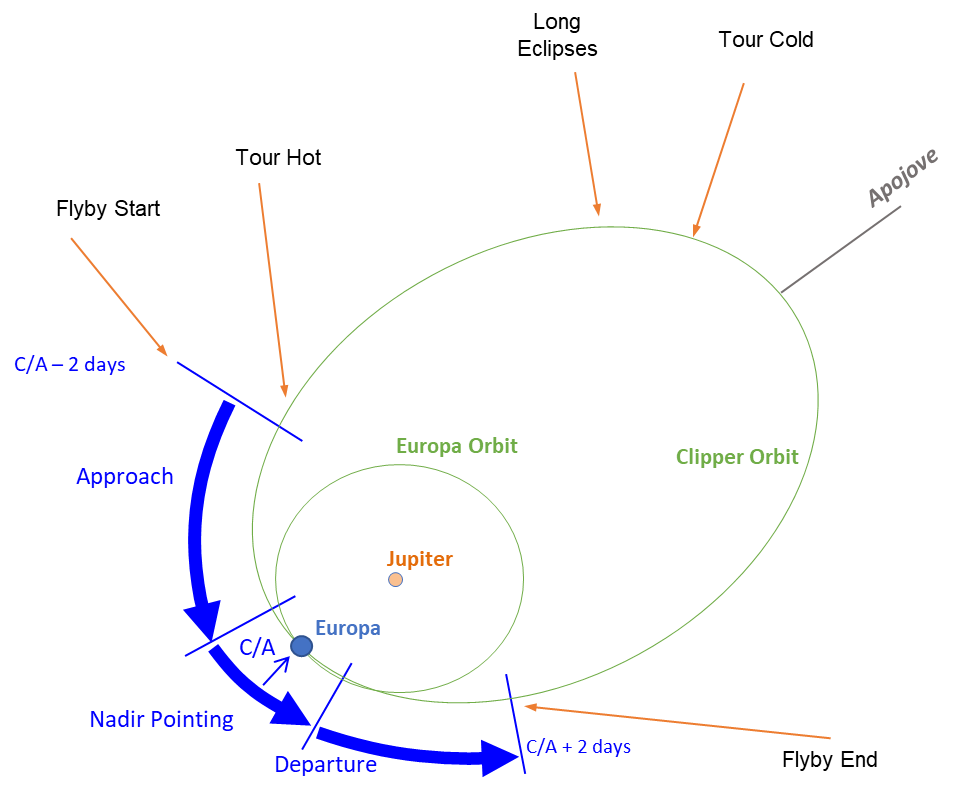 Long
Eclipses
Tour Cold
Tour Hot
Apojove
Flyby Start
C/A – 2 days
Europa Orbit
Clipper Orbit
Approach
Jupiter
Europa
C/A
Nadir Pointing
C/A + 2 days
Departure
Flyby End